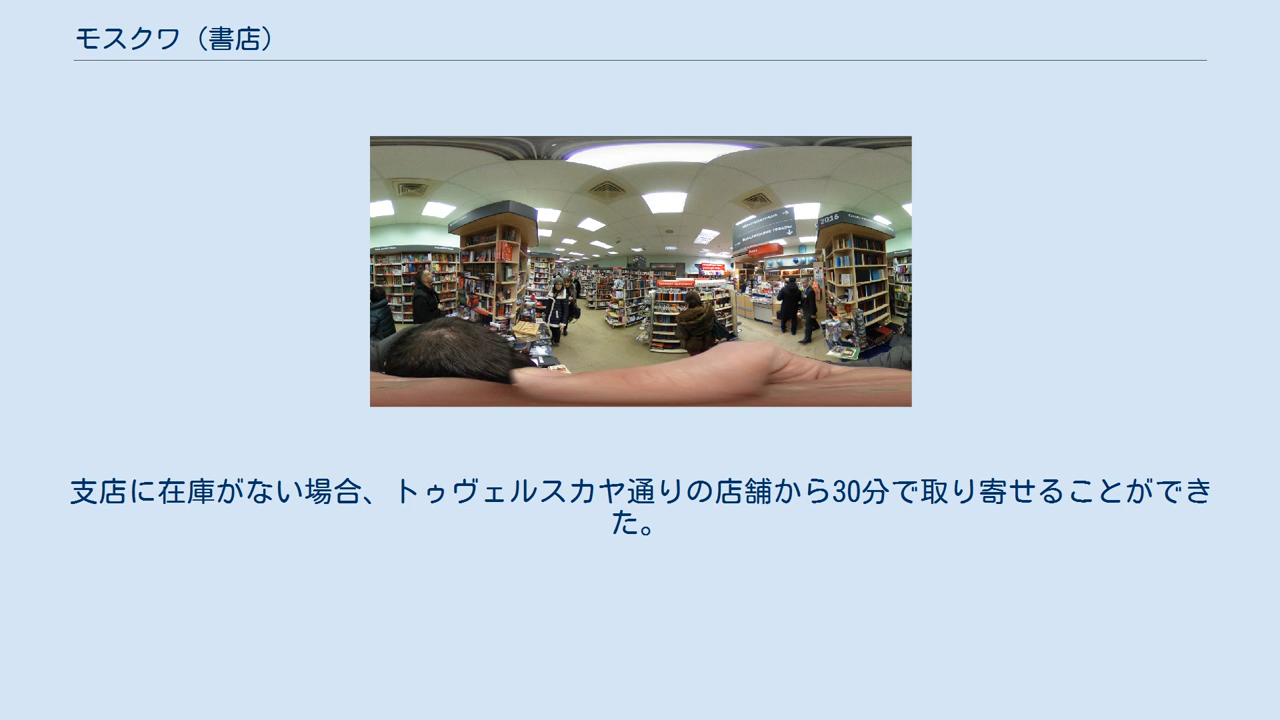 モスクワ（書店）
2016
支店に在庫がない場合、トゥヴェルスカヤ通りの店舗から30分で取り寄せることができ
た。